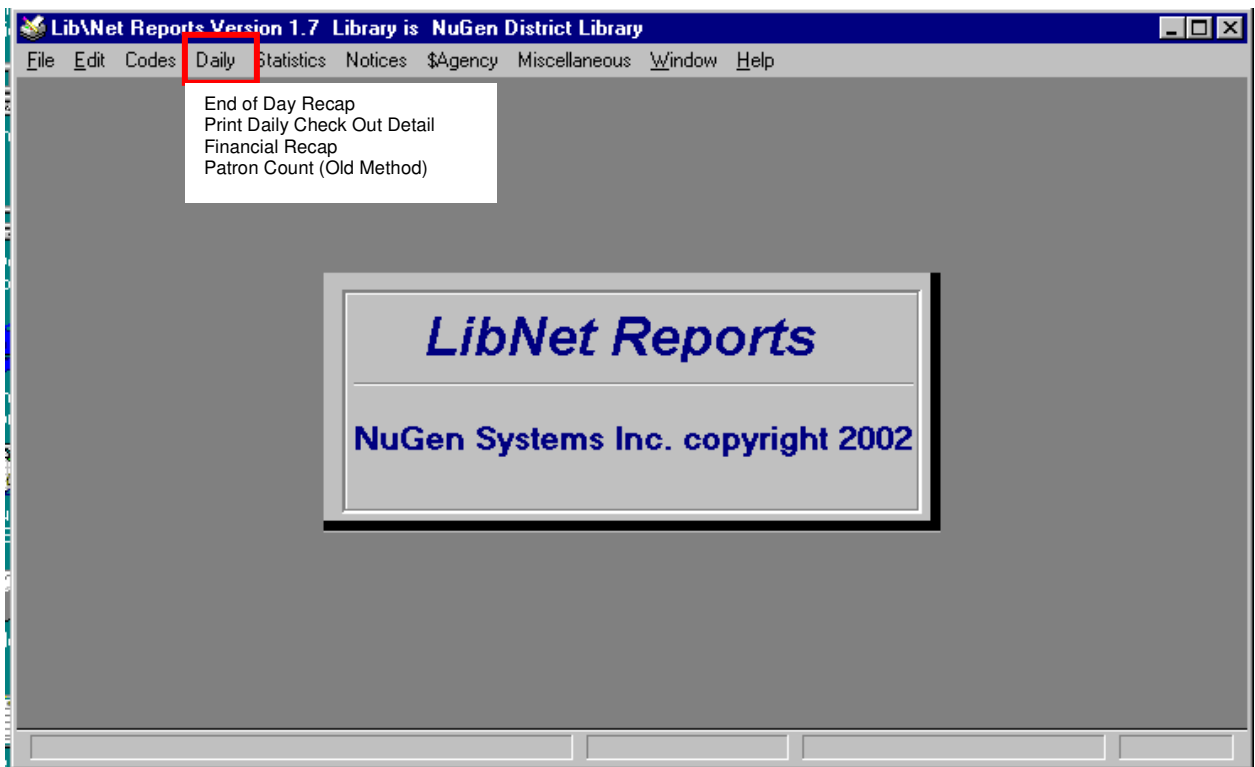 Lib\Net Reports Version 1.7 Library is NuGen District Library
File Edit Codes Daily Statistics Notices $Agency Miscellaneous Window Help
End of Day Recap
Print Daily Check Out Detail
Financial Recap
Patron Count (Old Method)
LibNet Reports
NuGen Systems Inc. copyright 2002